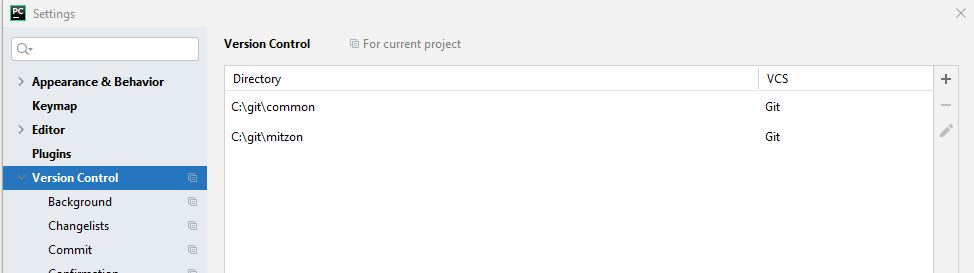 PC
Settings
Version Control
For current project
Appearance & Behavior
Keymap
Editor
Plugins
Version Control
Background
Changelists
Commit
Confirmation
Directory VCS
C:\git\common Git
C:\git\mitzon Git